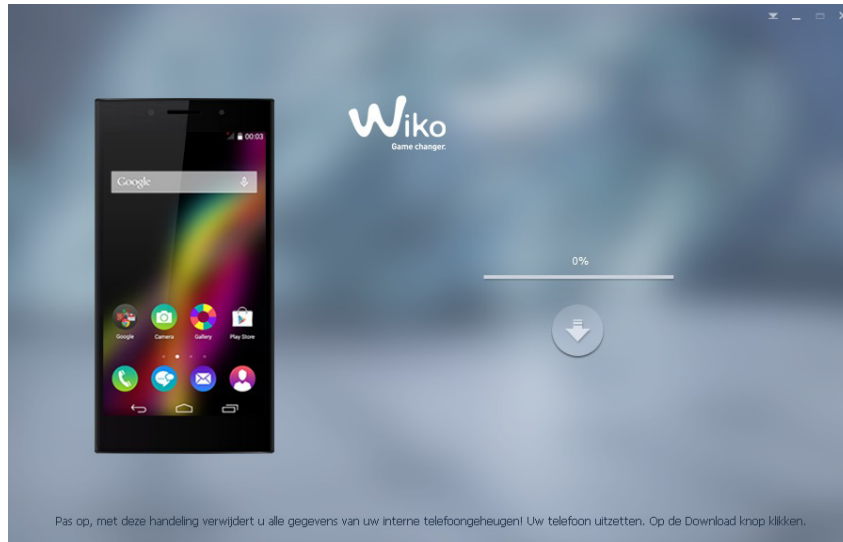 Wiko
Game changer.
00:03
Google
0%
Google Camera Gallery Play Store
Pas op, met deze handeling verwijdert u alle gegevens van uw interne telefoongeheugen! Uw telefoon uitzetten. Op de Download knop klikken.